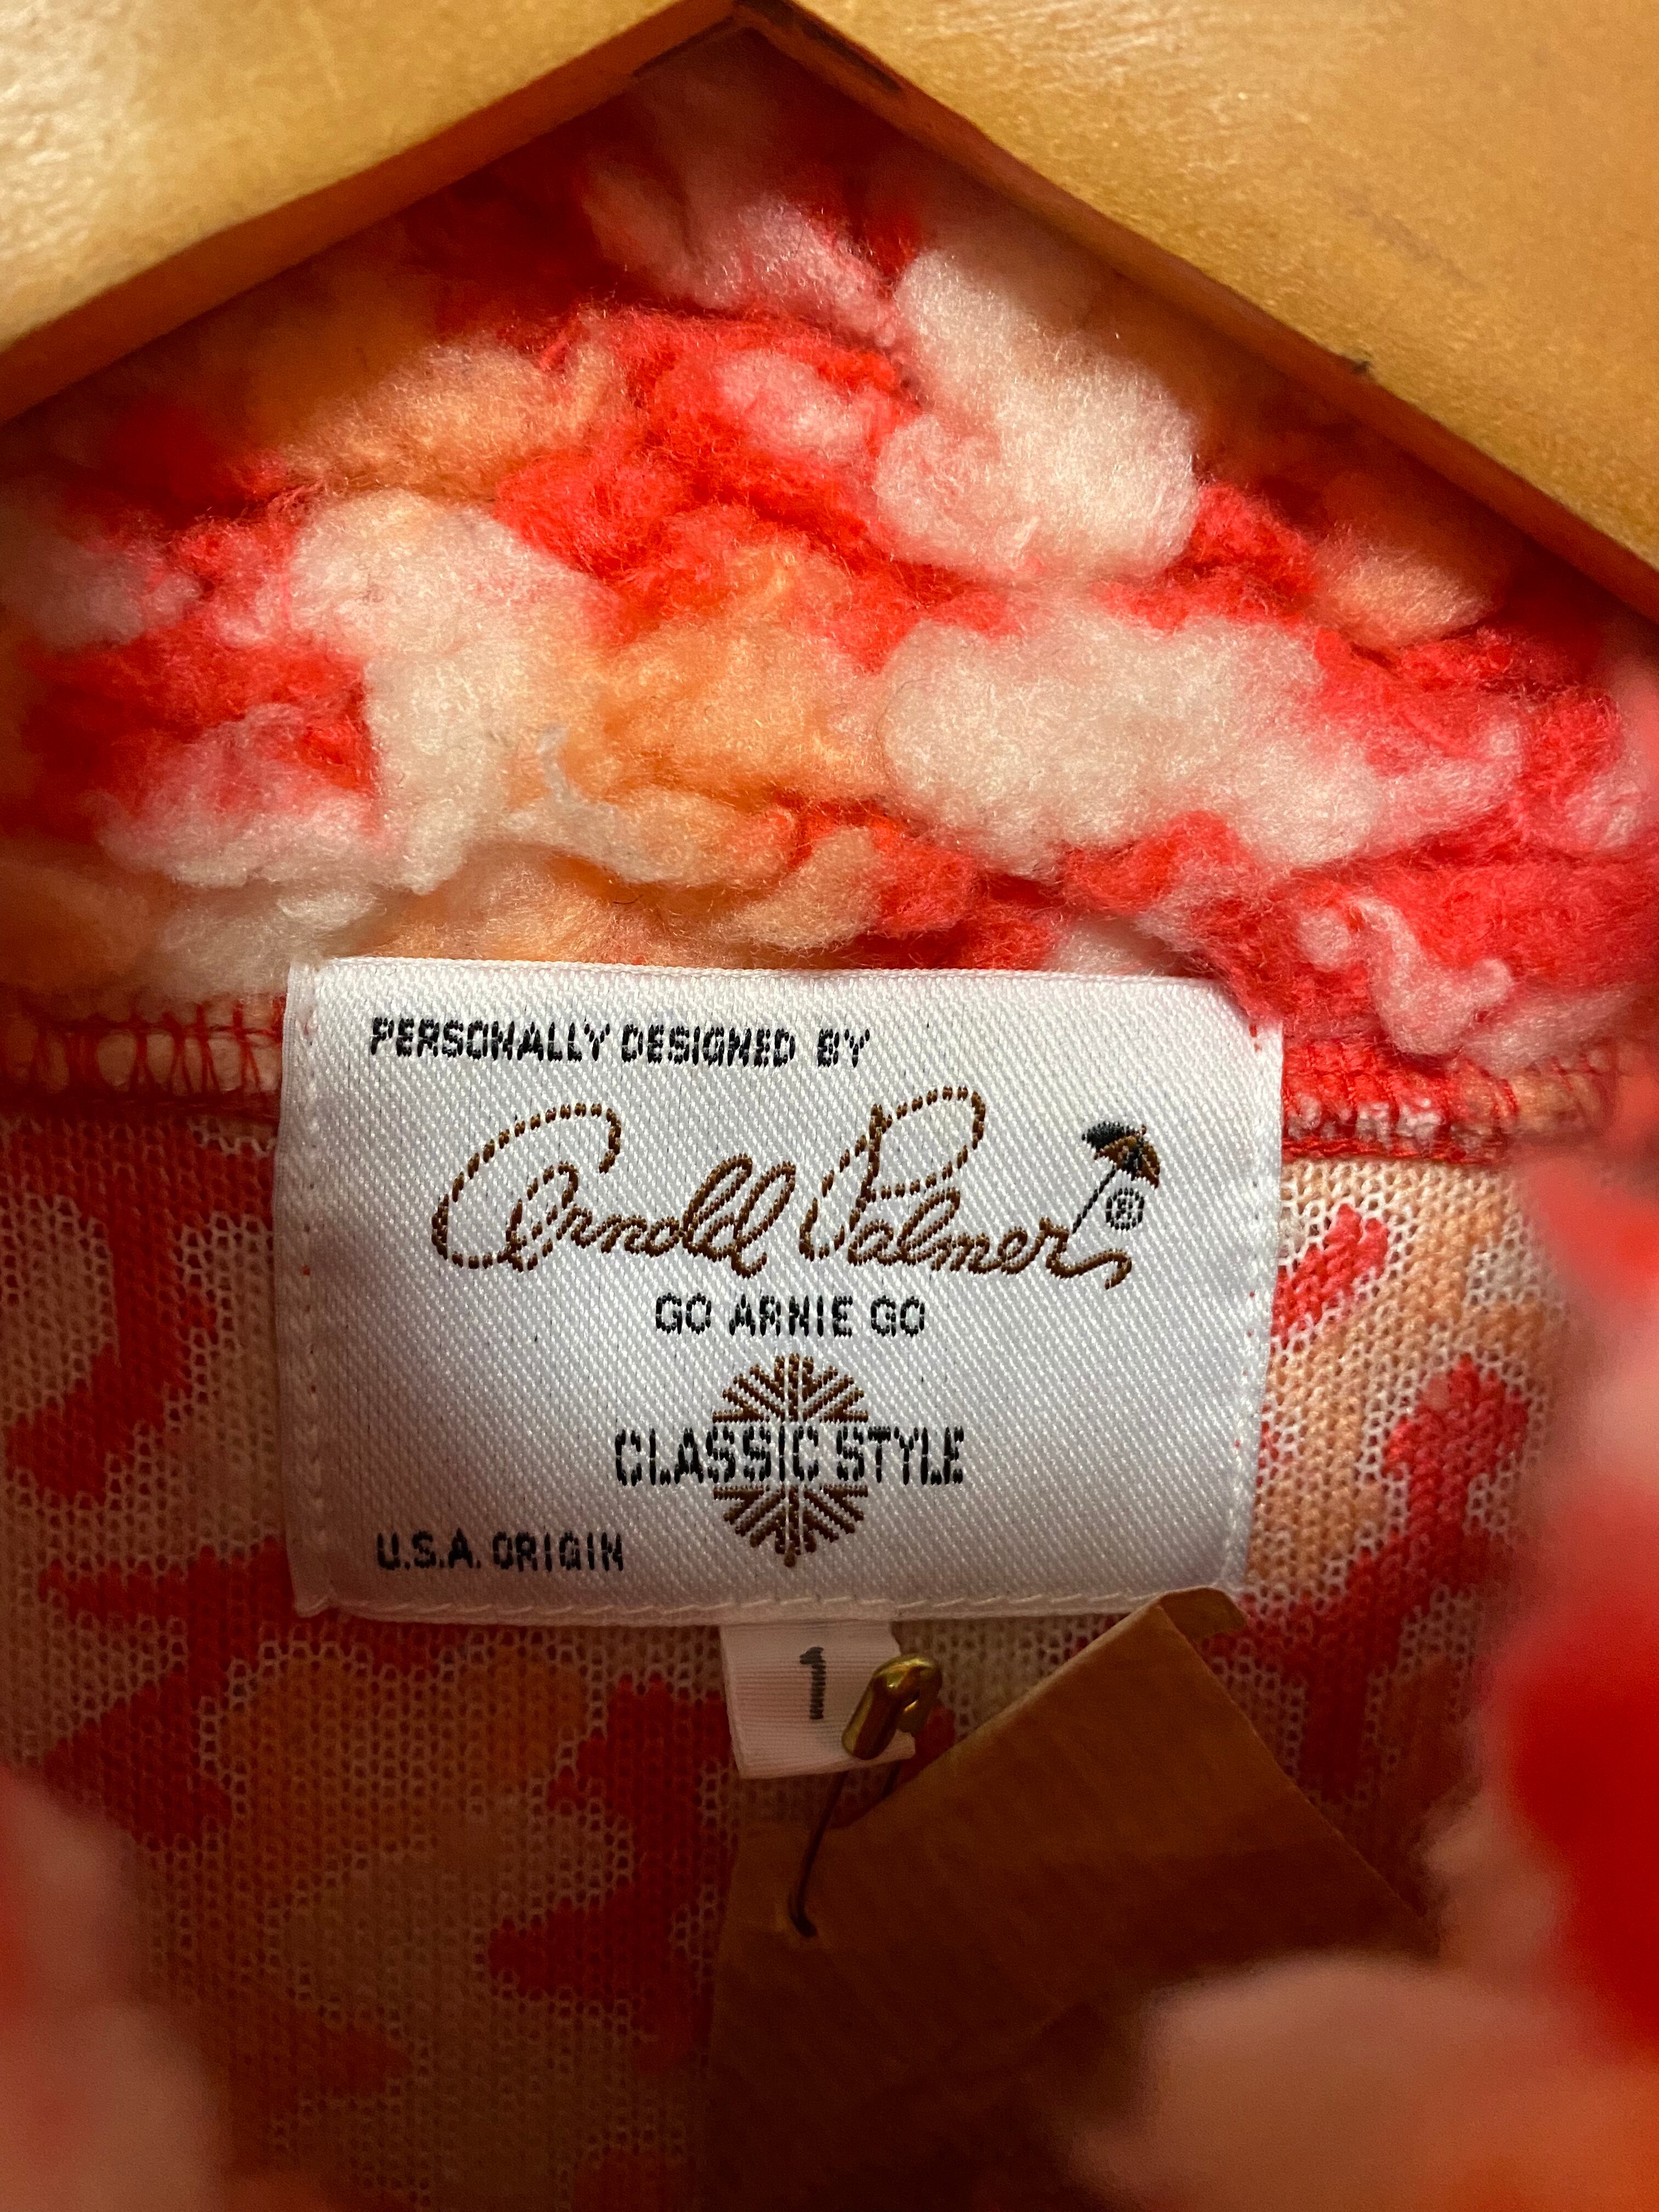 PERSONALLY DESIGNED BY
Arnold Palmer ®
GO ARNIE GO
CLASSIC STYLE
U.S.A. ORIGIN
1